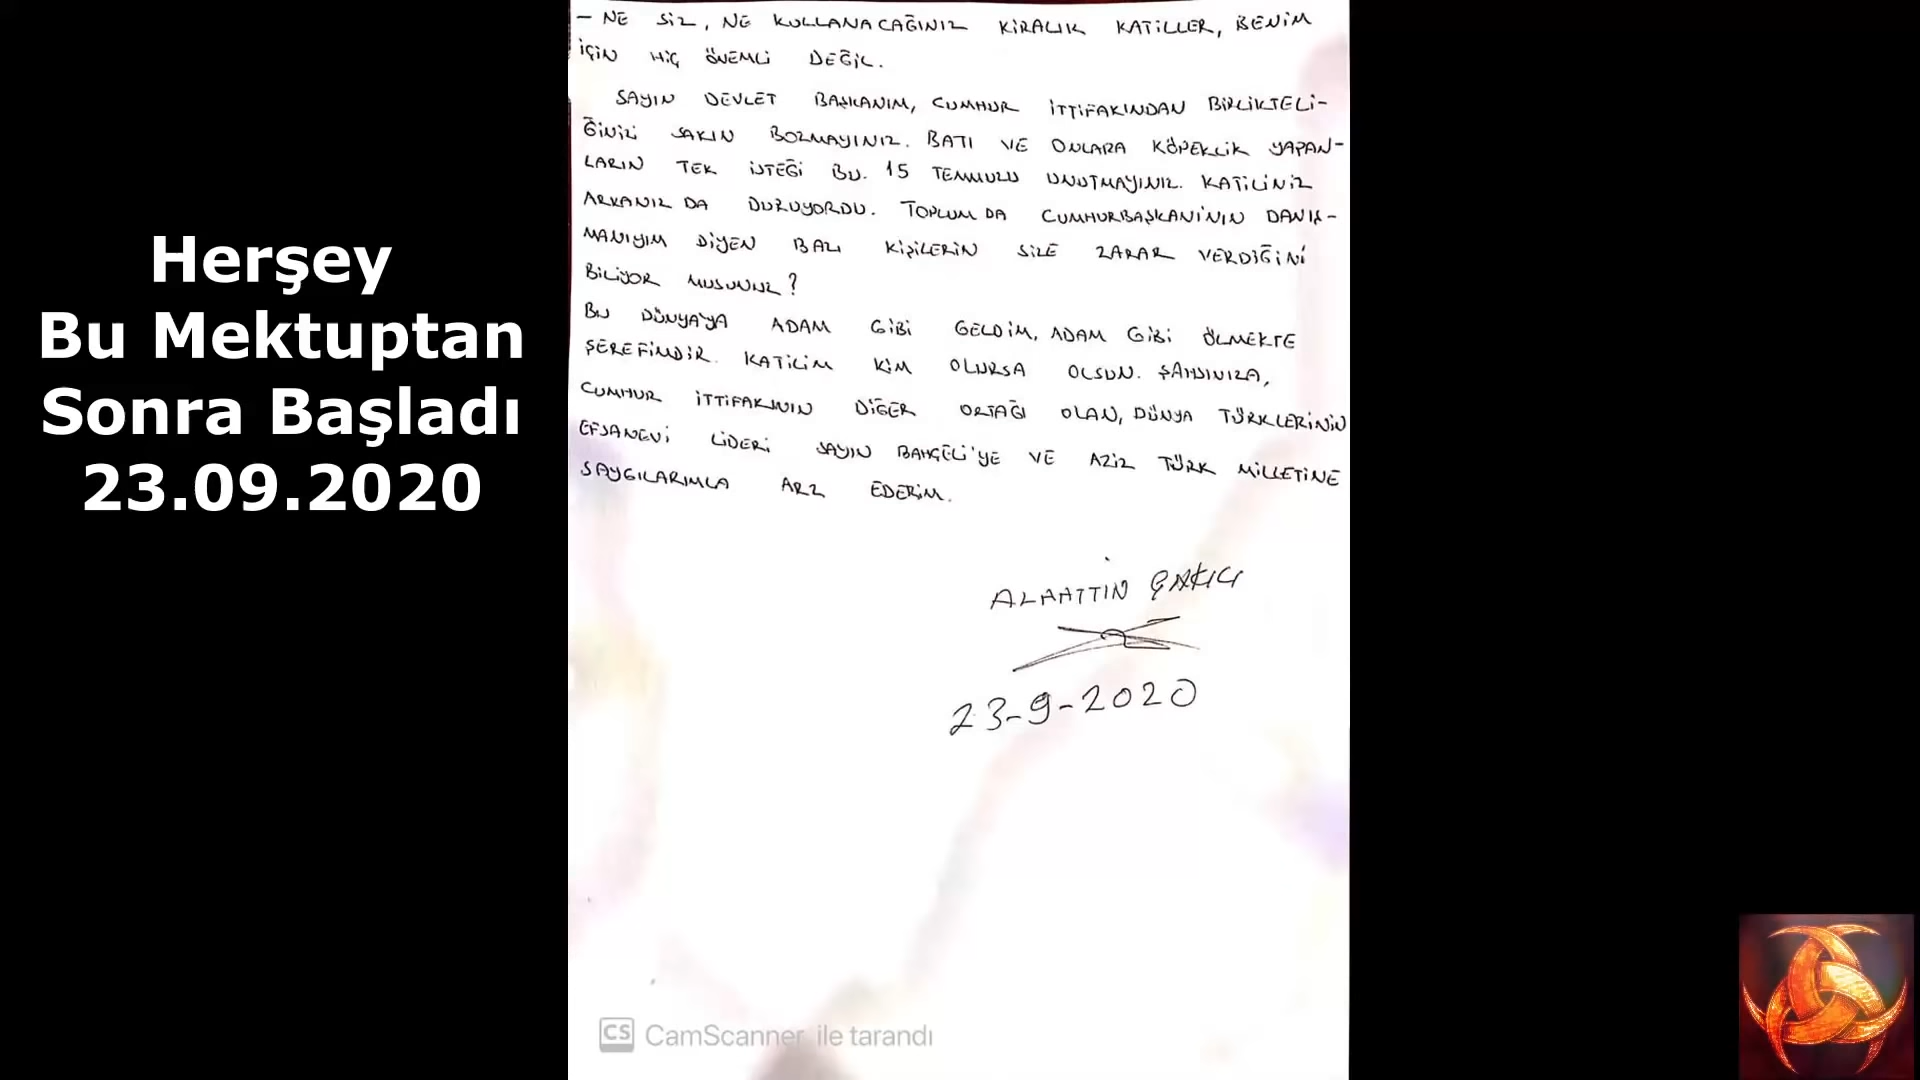 Herşey
Bu Mektuptan
Sonra Başladı
23.09.2020
- NE SİZ, NE KULLANACAĞINIZ KİRALIK KATİLLER, BENİM
İÇİN HİÇ ÖNEMLİ DEĞİL.
SAYIN DEVLET BAŞKANIM, CUMHUR İTTİFAKINDAN BİRLİKTELİ-
ĞİNİZİ SAKIN BOZMAYINIZ. BATI VE ONLARA KÖPEKLİK YAPAN-
LARIN TEK İSTEĞİ BU. 15 TEMMUZU UNUTMAYINIZ. KATİLİNİZ
ARKANIZ DA DURUYORDU. TOPLUM DA CUMHURBAŞKANI'NIN DANIŞ-
MANIYIM DİYEN BAZI KİŞİLERİN SİZE ZARAR VERDİĞİNİ
BİLİYOR MUSUNUZ?
BU DÜNYA'YA ADAM GİBİ GELDİM, ADAM GİBİ ÖLMEKTE
ŞEREFİMDİR. KATİLİM KİM OLURSA OLSUN. ŞAHSINIZA,
CUMHUR İTTİFAKININ DİĞER ORTAĞI OLAN, DÜNYA TÜRKLERİNİN
EFSANEVİ LİDERİ SAYIN BAHÇELİ'YE VE AZİZ TÜRK MİLLETİNE
SAYGILARIMLA ARZ EDERİM.
ALAATTİN ÇAKICI
23-9-2020
CS CamScanner ile tarandı